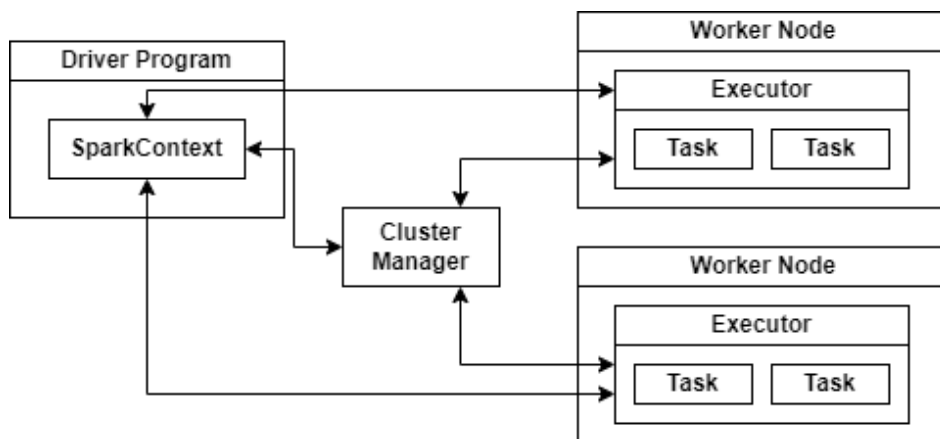 Driver Program
SparkContext
Cluster
Manager
Worker Node
Executor
Task
Task
Worker Node
Executor
Task
Task